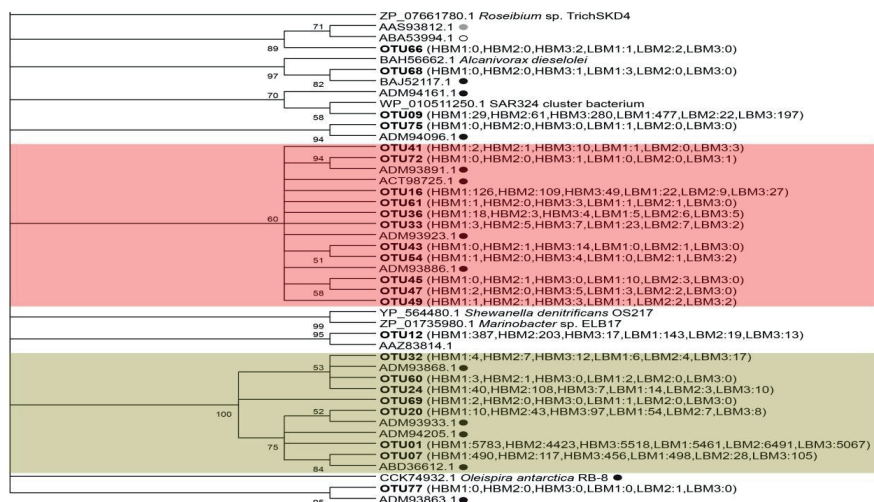 ZP_07661780.1 Roseibium sp. TrichSKD4
71
AAS93812.1
ABA53994.1
89
OTU66 (HBM1:0,HBM2:0,HBM3:2,LBM1:1,LBM2:2,LBM3:0)
BAH56662.1 Alcanivorax dieselolei
97
OTU68 (HBM1:0,HBM2:0,HBM3:1,LBM1:3,LBM2:0,LBM3:0)
82
BAJ52117.1
70
ADM94161.1
WP_010511250.1 SAR324 cluster bacterium
58
OTU09 (HBM1:29,HBM2:61,HBM3:280,LBM1:477,LBM2:22,LBM3:197)
OTU75 (HBM1:0,HBM2:0,HBM3:0,LBM1:1,LBM2:0,LBM3:0)
94
ADM94096.1
OTU41 (HBM1:2,HBM2:1,HBM3:10,LBM1:1,LBM2:0,LBM3:3)
94
OTU72 (HBM1:0,HBM2:0,HBM3:1,LBM1:0,LBM2:0,LBM3:1)
ADM93891.1
ACT98725.1
OTU16 (HBM1:126,HBM2:109,HBM3:49,LBM1:22,LBM2:9,LBM3:27)
OTU61 (HBM1:1,HBM2:0,HBM3:3,LBM1:1,LBM2:1,LBM3:0)
60
OTU36 (HBM1:18,HBM2:3,HBM3:4,LBM1:5,LBM2:6,LBM3:5)
OTU33 (HBM1:3,HBM2:5,HBM3:7,LBM1:23,LBM2:7,LBM3:2)
ADM93923.1
OTU43 (HBM1:0,HBM2:1,HBM3:14,LBM1:0,LBM2:1,LBM3:0)
51
OTU54 (HBM1:1,HBM2:0,HBM3:4,LBM1:0,LBM2:1,LBM3:2)
ADM93886.1
OTU45 (HBM1:0,HBM2:1,HBM3:0,LBM1:10,LBM2:3,LBM3:0)
58
OTU47 (HBM1:2,HBM2:0,HBM3:5,LBM1:3,LBM2:2,LBM3:0)
OTU49 (HBM1:1,HBM2:1,HBM3:3,LBM1:2,LBM2:2,LBM3:2)
YP_564480.1 Shewanella denitrificans OS217
99
ZP_01735980.1 Marinobacter sp. ELB17
95
OTU12 (HBM1:387,HBM2:203,HBM3:17,LBM1:143,LBM2:19,LBM3:13)
AAZ83814.1
OTU32 (HBM1:4,HBM2:7,HBM3:12,LBM1:6,LBM2:4,LBM3:17)
53
ADM93868.1
OTU60 (HBM1:3,HBM2:1,HBM3:0,LBM1:2,LBM2:0,LBM3:0)
OTU24 (HBM1:40,HBM2:108,HBM3:7,LBM1:14,LBM2:3,LBM3:10)
OTU69 (HBM1:2,HBM2:0,HBM3:0,LBM1:1,LBM2:0,LBM3:0)
100
52
OTU20 (HBM1:10,HBM2:43,HBM3:97,LBM1:54,LBM2:7,LBM3:8)
ADM93933.1
ADM94205.1
75
OTU01 (HBM1:5783,HBM2:4423,HBM3:5518,LBM1:5461,LBM2:6491,LBM3:5067)
OTU07 (HBM1:490,HBM2:117,HBM3:456,LBM1:498,LBM2:28,LBM3:105)
84
ABD36612.1
CCK74932.1 Oleispira antarctica RB-8
OTU77 (HBM1:0,HBM2:0,HBM3:0,LBM1:0,LBM2:1,LBM3:0)
95
ADM93863.1